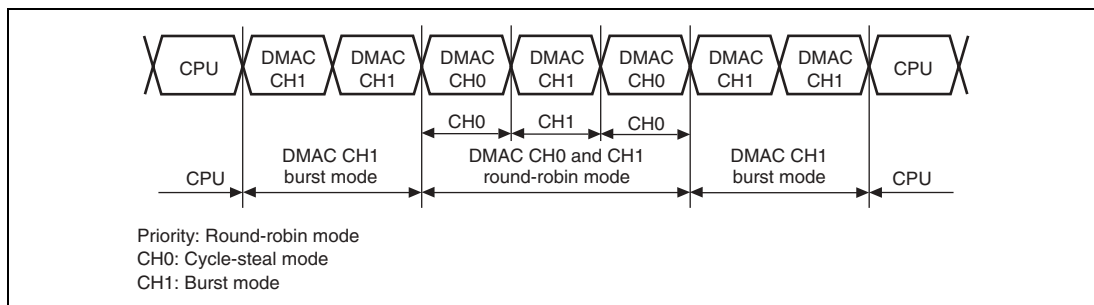 CPU
DMAC
CH1
DMAC
CH1
DMAC
CH0
DMAC
CH1
DMAC
CH0
DMAC
CH1
DMAC
CH1
CPU
CH0
CH1
CH0
CPU
DMAC CH1
burst mode
DMAC CH0 and CH1
round-robin mode
DMAC CH1
burst mode
CPU
Priority: Round-robin mode
CH0: Cycle-steal mode
CH1: Burst mode